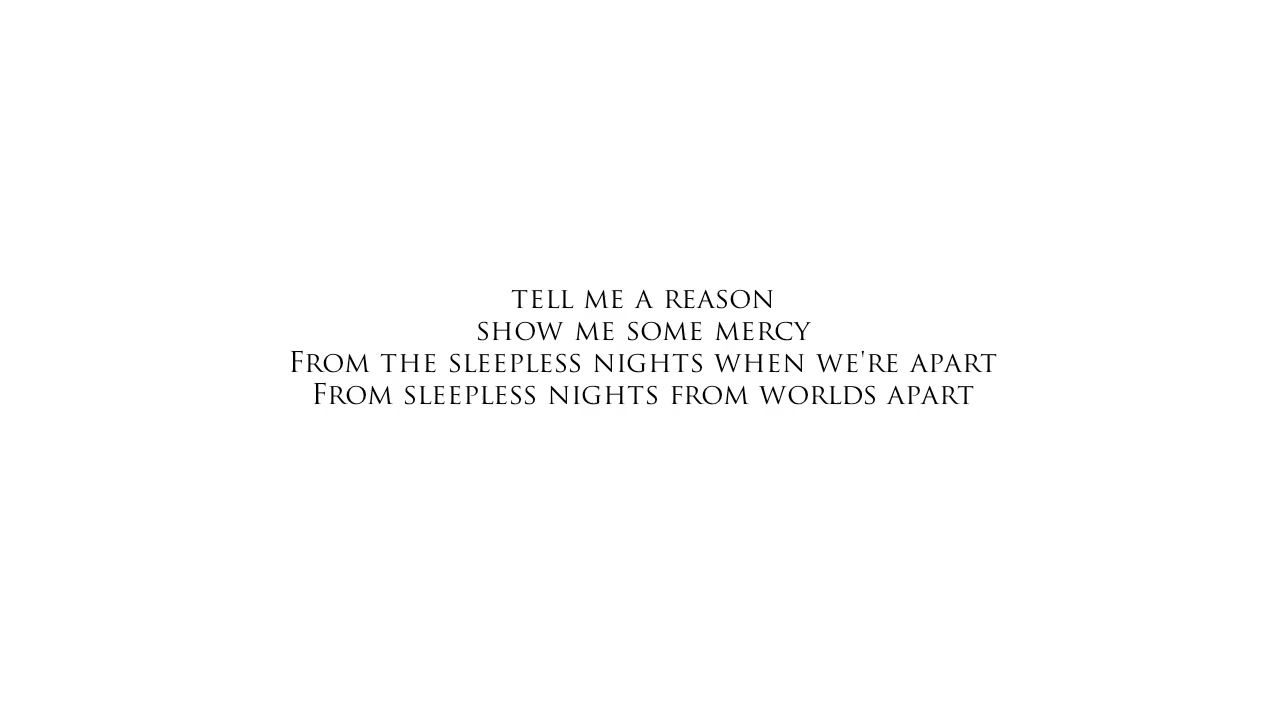 tell me a reason
show me some mercy
From the sleepless nights when we're apart
From sleepless nights from worlds apart